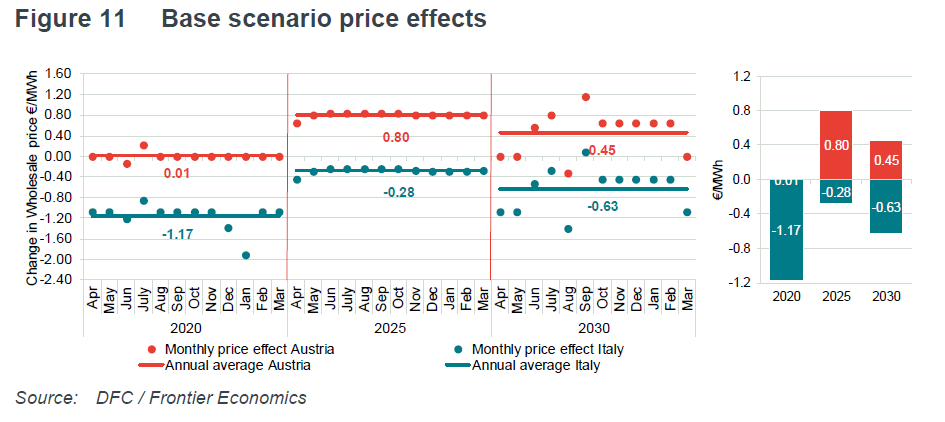 Figure 11 Base scenario price effects
Change in Wholesale price €/MWh
1.60
1.20
0.80
0.40
0.00
-0.40
-0.80
-1.20
-1.60
-2.00
-2.40
0.01
-1.17
0.80
-0.28
0.45
-0.63
Apr May Jun July Aug Sep Oct Nov Dec Jan Feb Mar
Apr May Jun July Aug Sep Oct Nov Dec Jan Feb Mar
Apr May Jun July Aug Sep Oct Nov Dec Jan Feb Mar
2020 2025 2030
Monthly price effect Austria
Monthly price effect Italy
Annual average Austria
Annual average Italy
€/MWh
1.2
0.8
0.4
0.0
-0.4
-0.8
-1.2
0.01
-1.17
0.80
-0.28
0.45
-0.63
2020 2025 2030
Source: DFC / Frontier Economics